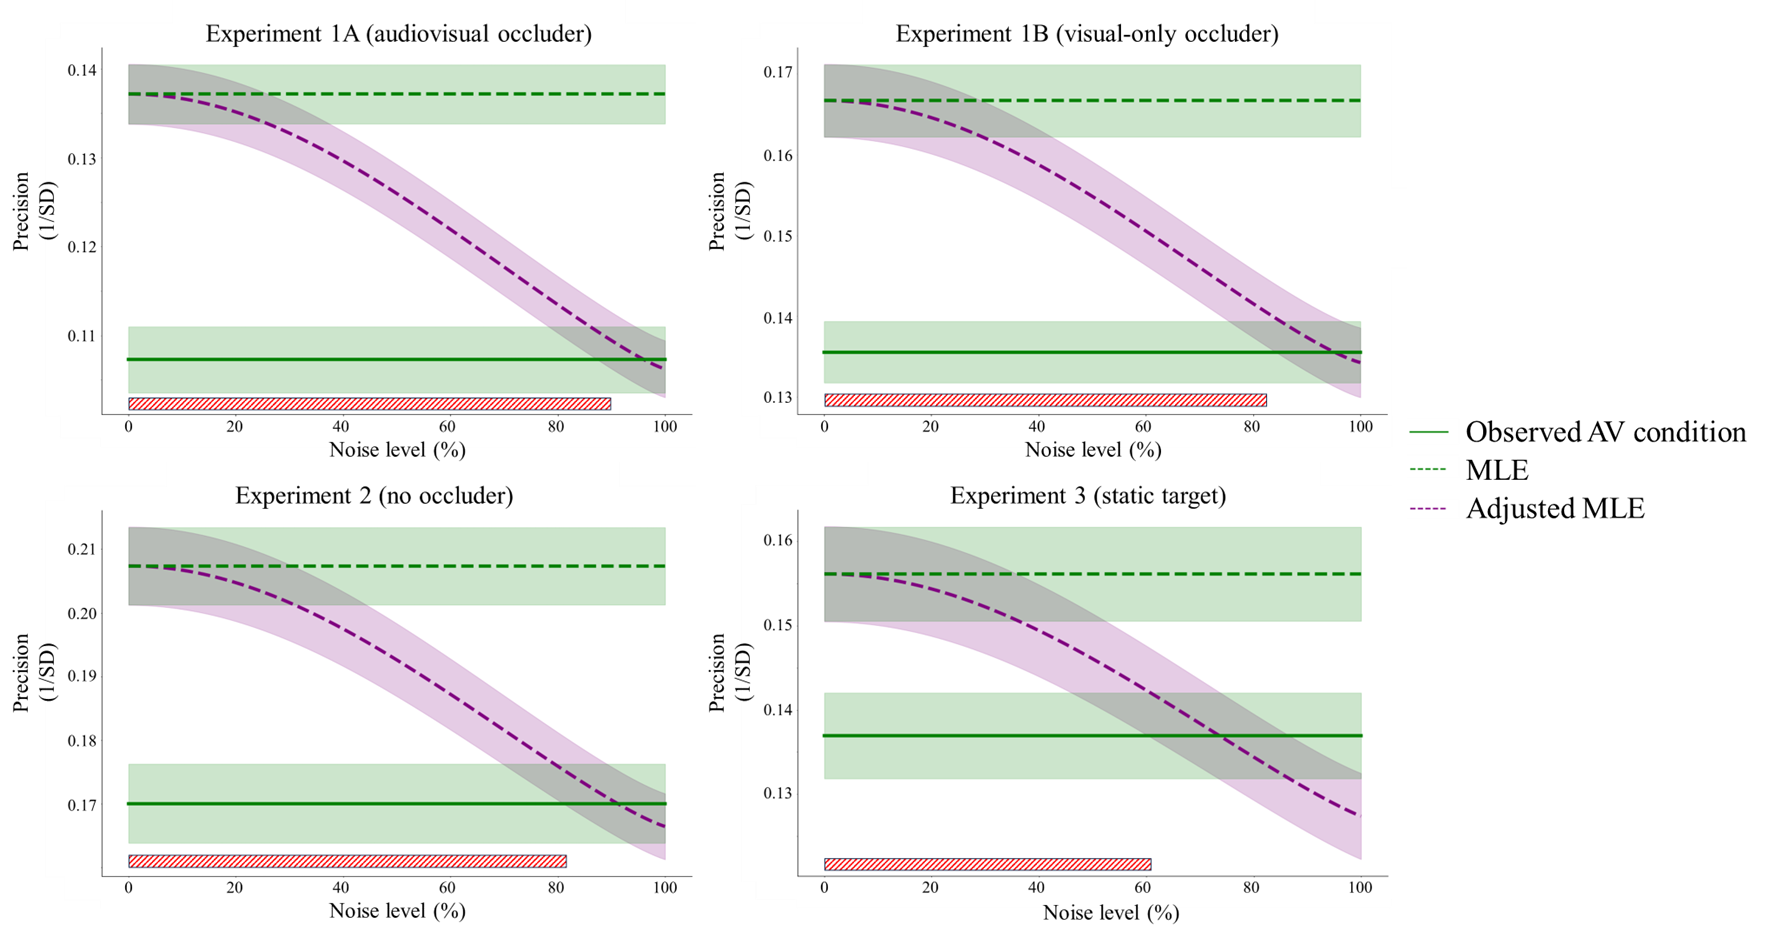 Experiment 1A (audiovisual occluder)
0.14
0.13
0.12
0.11
Precision
(1/SD)
0 20 40 60 80 100
Noise level (%)
Experiment 1B (visual-only occluder)
0.17
0.16
0.15
0.14
0.13
Precision
(1/SD)
0 20 40 60 80 100
Noise level (%)
Experiment 2 (no occluder)
0.21
0.20
0.19
0.18
0.17
Precision
(1/SD)
0 20 40 60 80 100
Noise level (%)
Experiment 3 (static target)
0.16
0.15
0.14
0.13
Precision
(1/SD)
0 20 40 60 80 100
Noise level (%)
Observed AV condition
MLE
Adjusted MLE